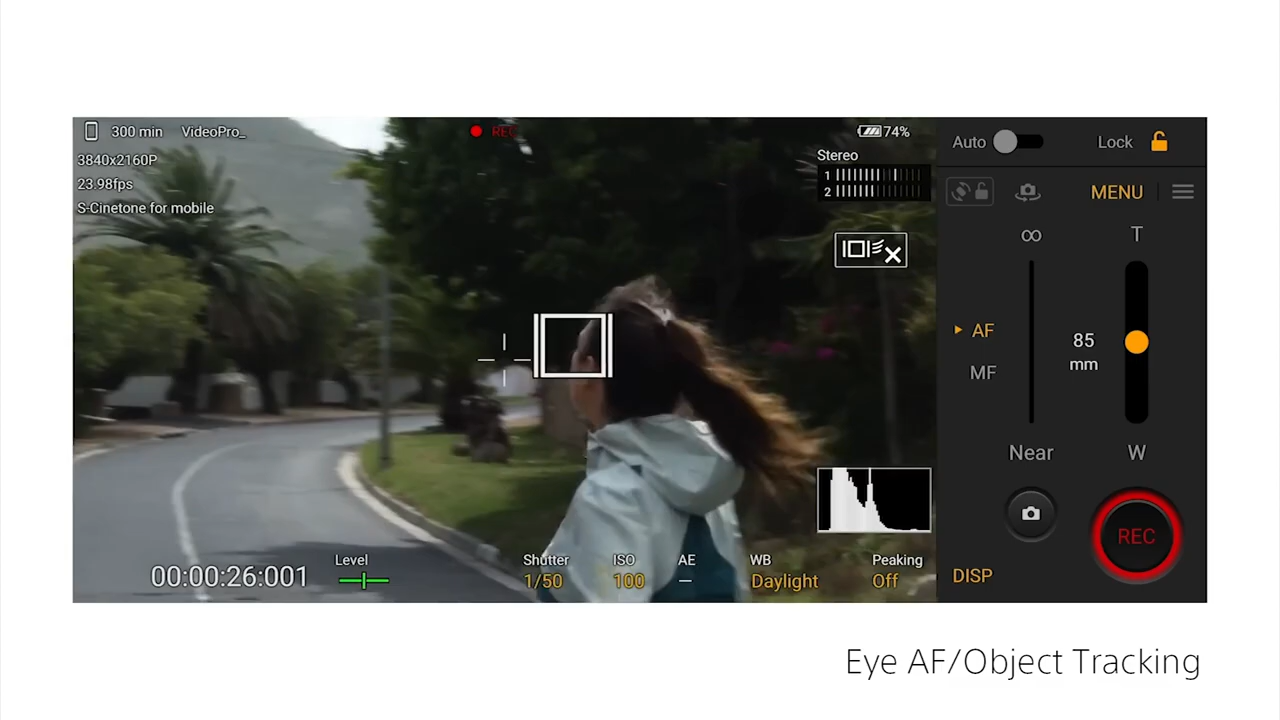 300 min VideoPro_
REC
74%
3840x2160P
23.98fps
S-Cinetone for mobile
Stereo
1
2
Auto
Lock
MENU
∞
T
AF
MF
85
mm
Near
W
REC
DISP
00:00:26:001
Level
Shutter ISO AE WB Peaking
1/50 100 — Daylight Off
Eye AF/Object Tracking